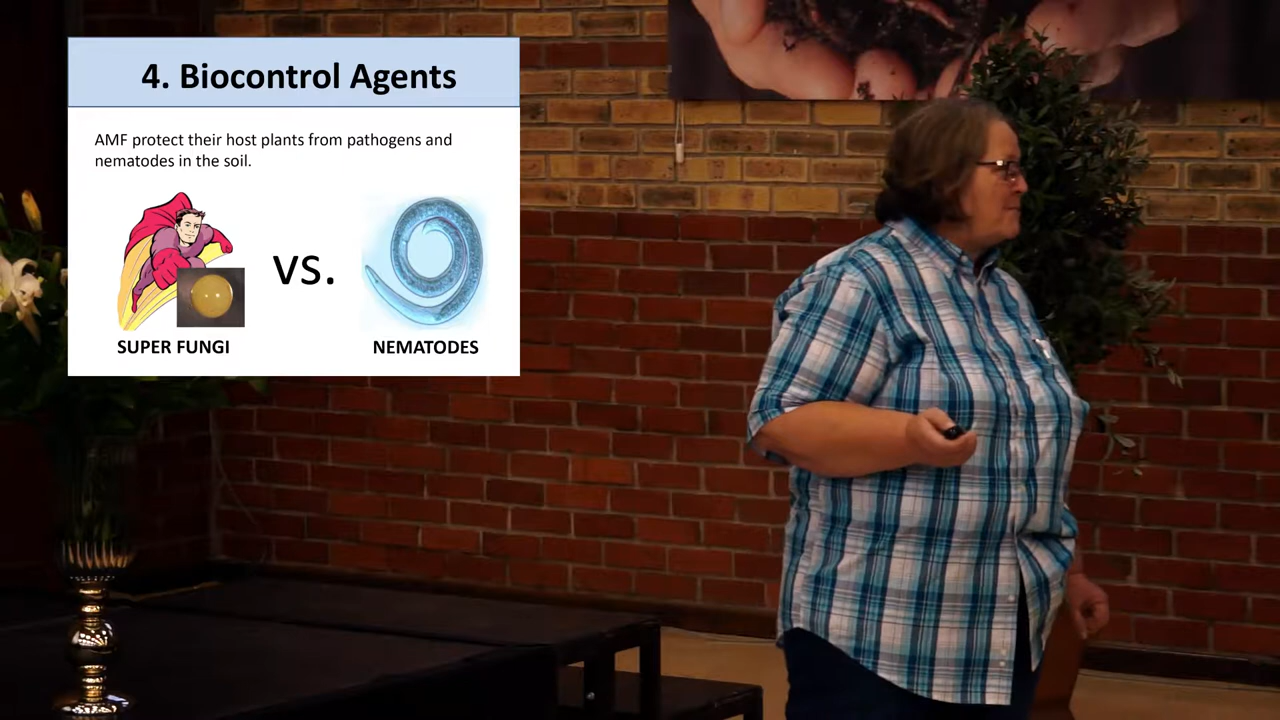 4. Biocontrol Agents
AMF protect their host plants from pathogens and
nematodes in the soil.
vs.
SUPER FUNGI
NEMATODES